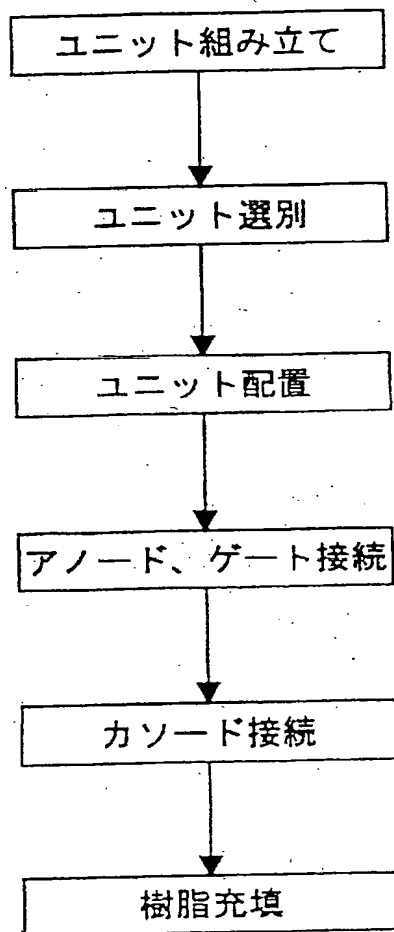 ユニット組み立て
ユニット選別
ユニット配置
アノード、ゲート接続
カソード接続
樹脂充填